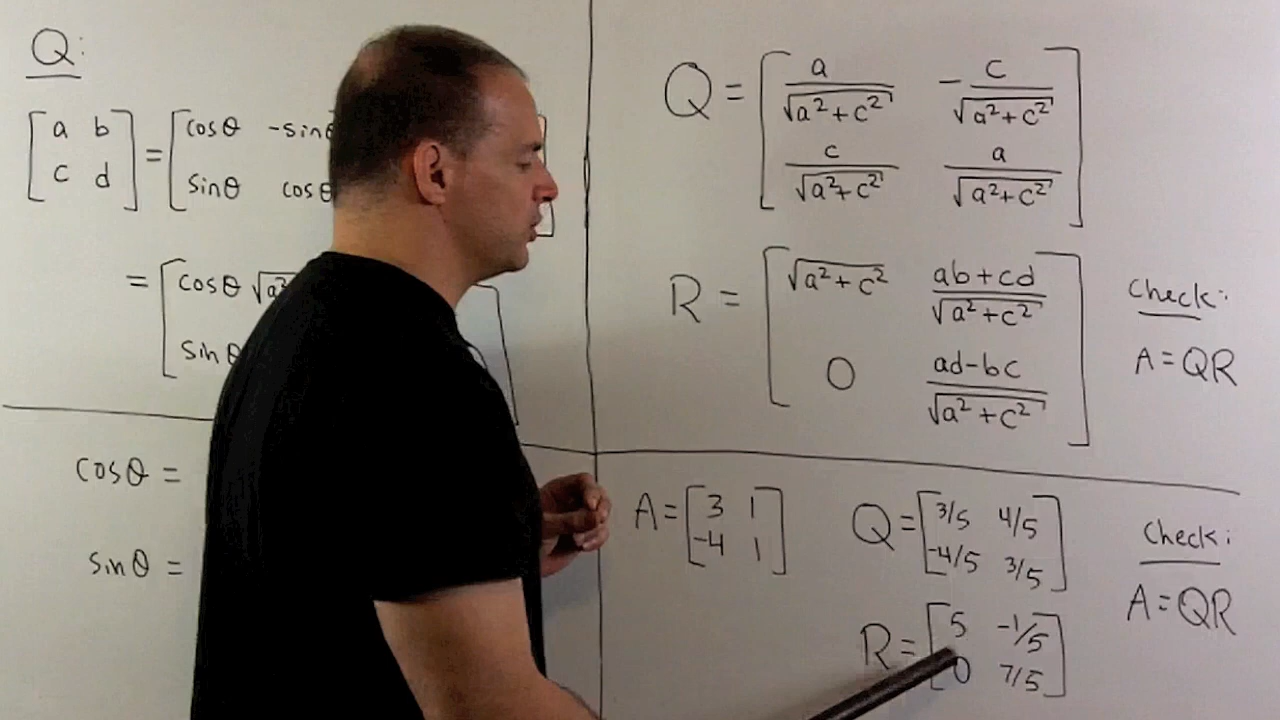 Q:
[a b] = [cosθ -sinθ
[c d] [sinθ cosθ
= [cosθ √a²
[sinθ
cosθ =
sinθ =
Q = [a/√(a²+c²) -c/√(a²+c²)]
[c/√(a²+c²) a/√(a²+c²)]
R = [√(a²+c²) (ab+cd)/√(a²+c²)]
[0 (ad-bc)/√(a²+c²)]
Check:
A=QR
A=[3 1]
[-4 1]
Q=[3/5 4/5]
[-4/5 3/5]
R=[5 -1/5]
[0 7/5]
Check:
A=QR